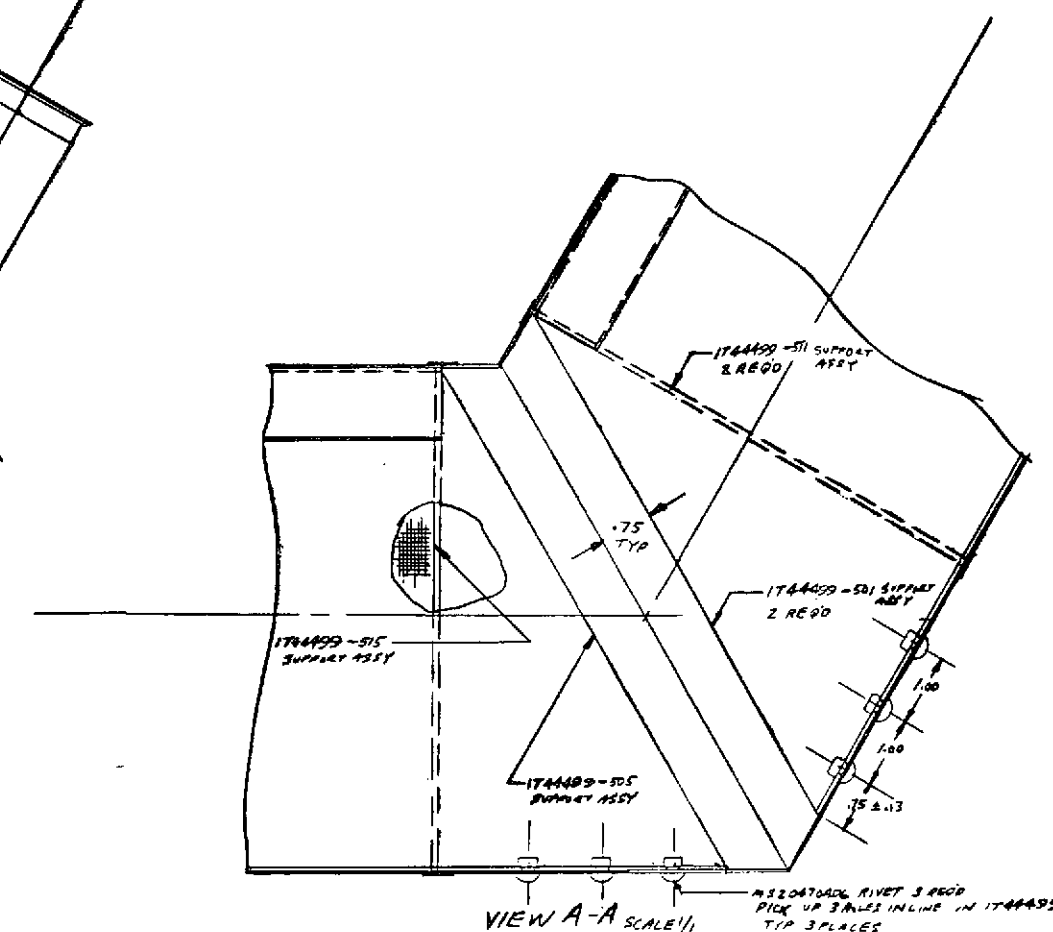 1T44499-511 SUPPORT
8 REQ'D ASSY
.75
TYP
1T44499-501 SUPPORT
ASSY
2 REQ'D
1T44499-515
SUPPORT ASSY
1.00
1.00
.75 ±.13
1T44499-505
SUPPORT ASSY
MS20470AD6 RIVET 3 REQ'D
PICK UP 3 HOLES INLINE IN 1T44499
TYP 3 PLACES
VIEW A-A SCALE 1/1